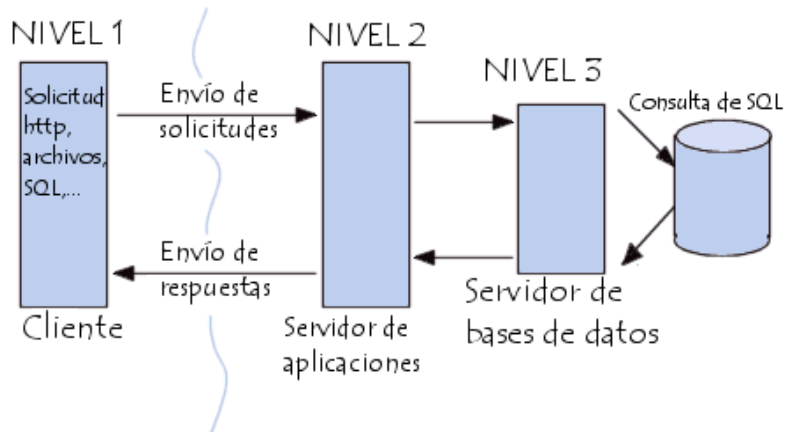 NIVEL 1
Solicitud
http,
archivos,
SQL,...
Cliente
Envío de
solicitudes
Envío de
respuestas
NIVEL 2
Servidor de
aplicaciones
NIVEL 3
Servidor de
bases de datos
Consulta de SQL